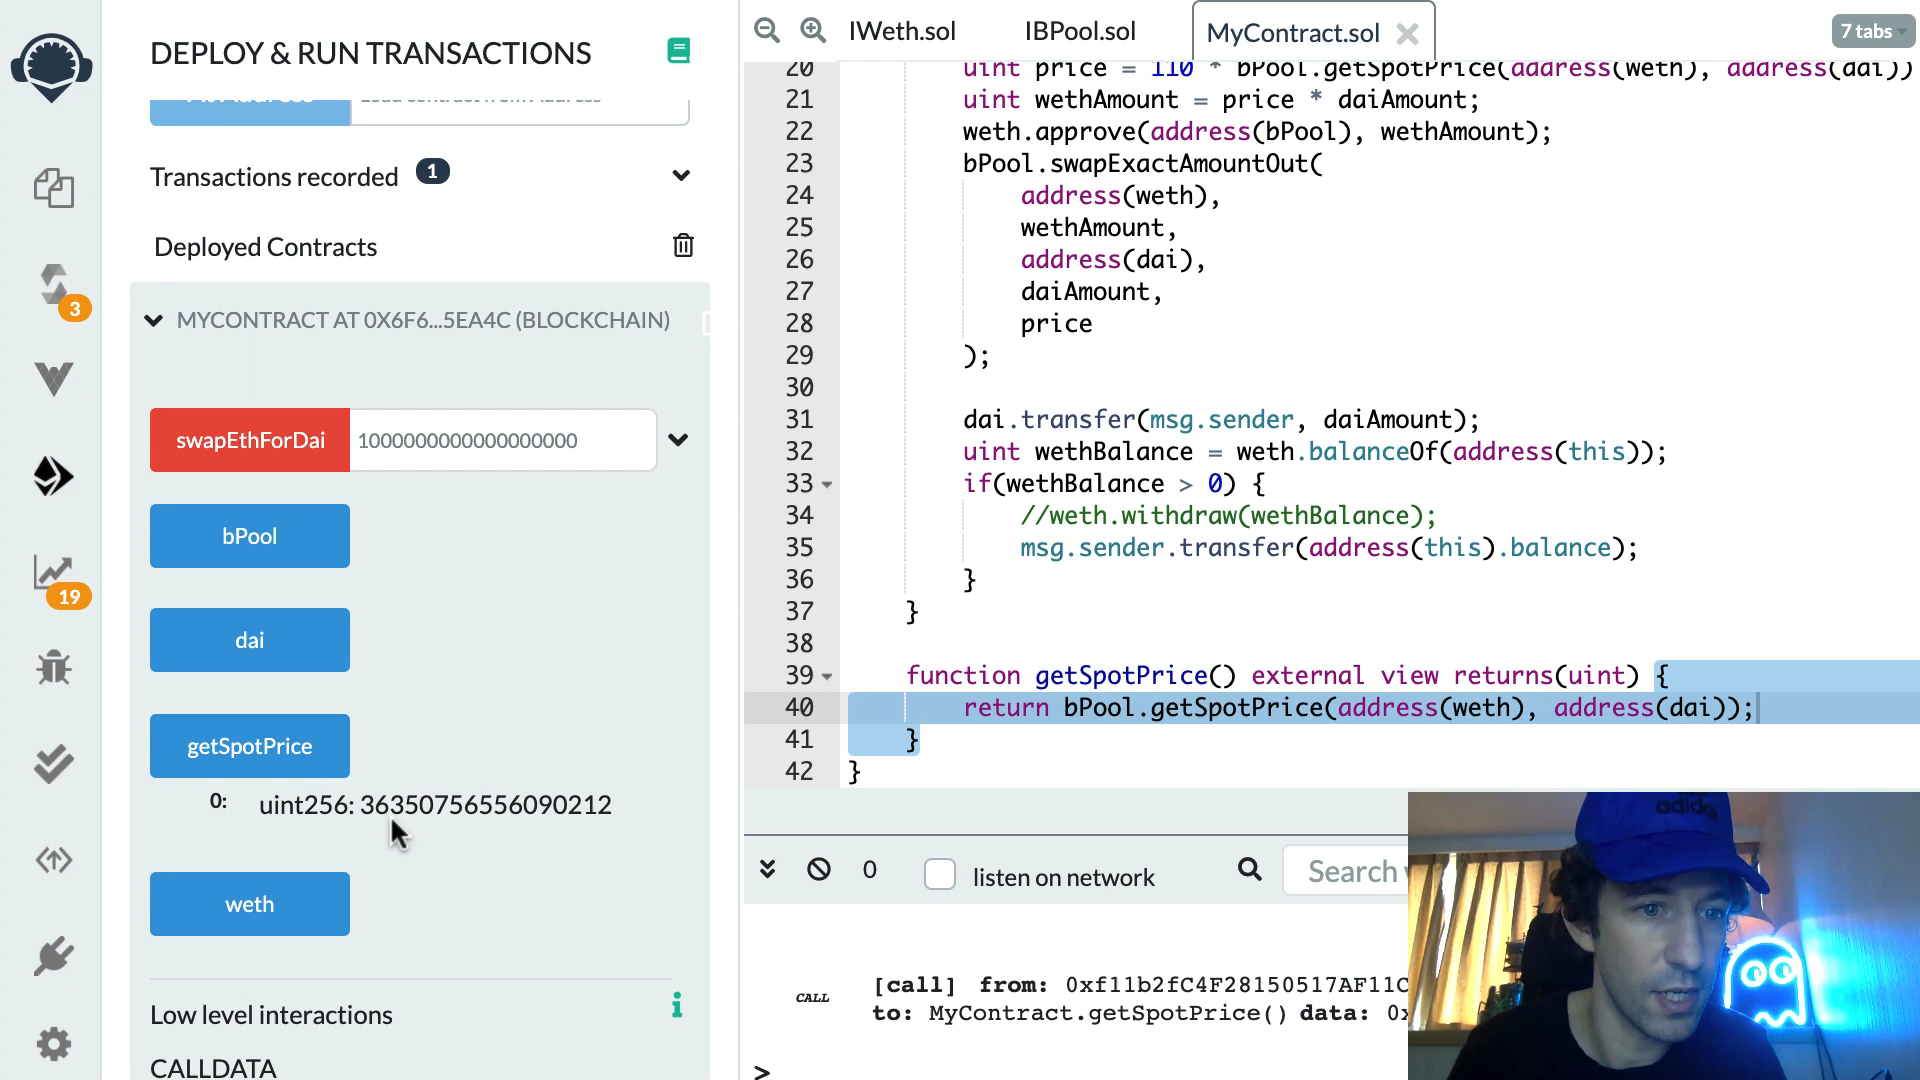 DEPLOY & RUN TRANSACTIONS
Transactions recorded 1
Deployed Contracts
MYCONTRACT AT 0X6F6...5EA4C (BLOCKCHAIN)
swapEthForDai 1000000000000000000
bPool
dai
getSpotPrice
0: uint256: 36350756556090212
weth
Low level interactions
CALLDATA
3
19
IWeth.sol IBPool.sol MyContract.sol 7 tabs
20 uint price = 110 * bPool.getSpotPrice(address(weth), address(dai))
21 uint wethAmount = price * daiAmount;
22 weth.approve(address(bPool), wethAmount);
23 bPool.swapExactAmountOut(
24 address(weth),
25 wethAmount,
26 address(dai),
27 daiAmount,
28 price
29 );
30
31 dai.transfer(msg.sender, daiAmount);
32 uint wethBalance = weth.balanceOf(address(this));
33 if(wethBalance > 0) {
34 //weth.withdraw(wethBalance);
35 msg.sender.transfer(address(this).balance);
36 }
37 }
38
39 function getSpotPrice() external view returns(uint) {
40 return bPool.getSpotPrice(address(weth), address(dai));
41 }
42 }
0 listen on network Search
CALL [call] from: 0xf11b2fC4F28150517AF11C
to: MyContract.getSpotPrice() data: 0x
>
adidas